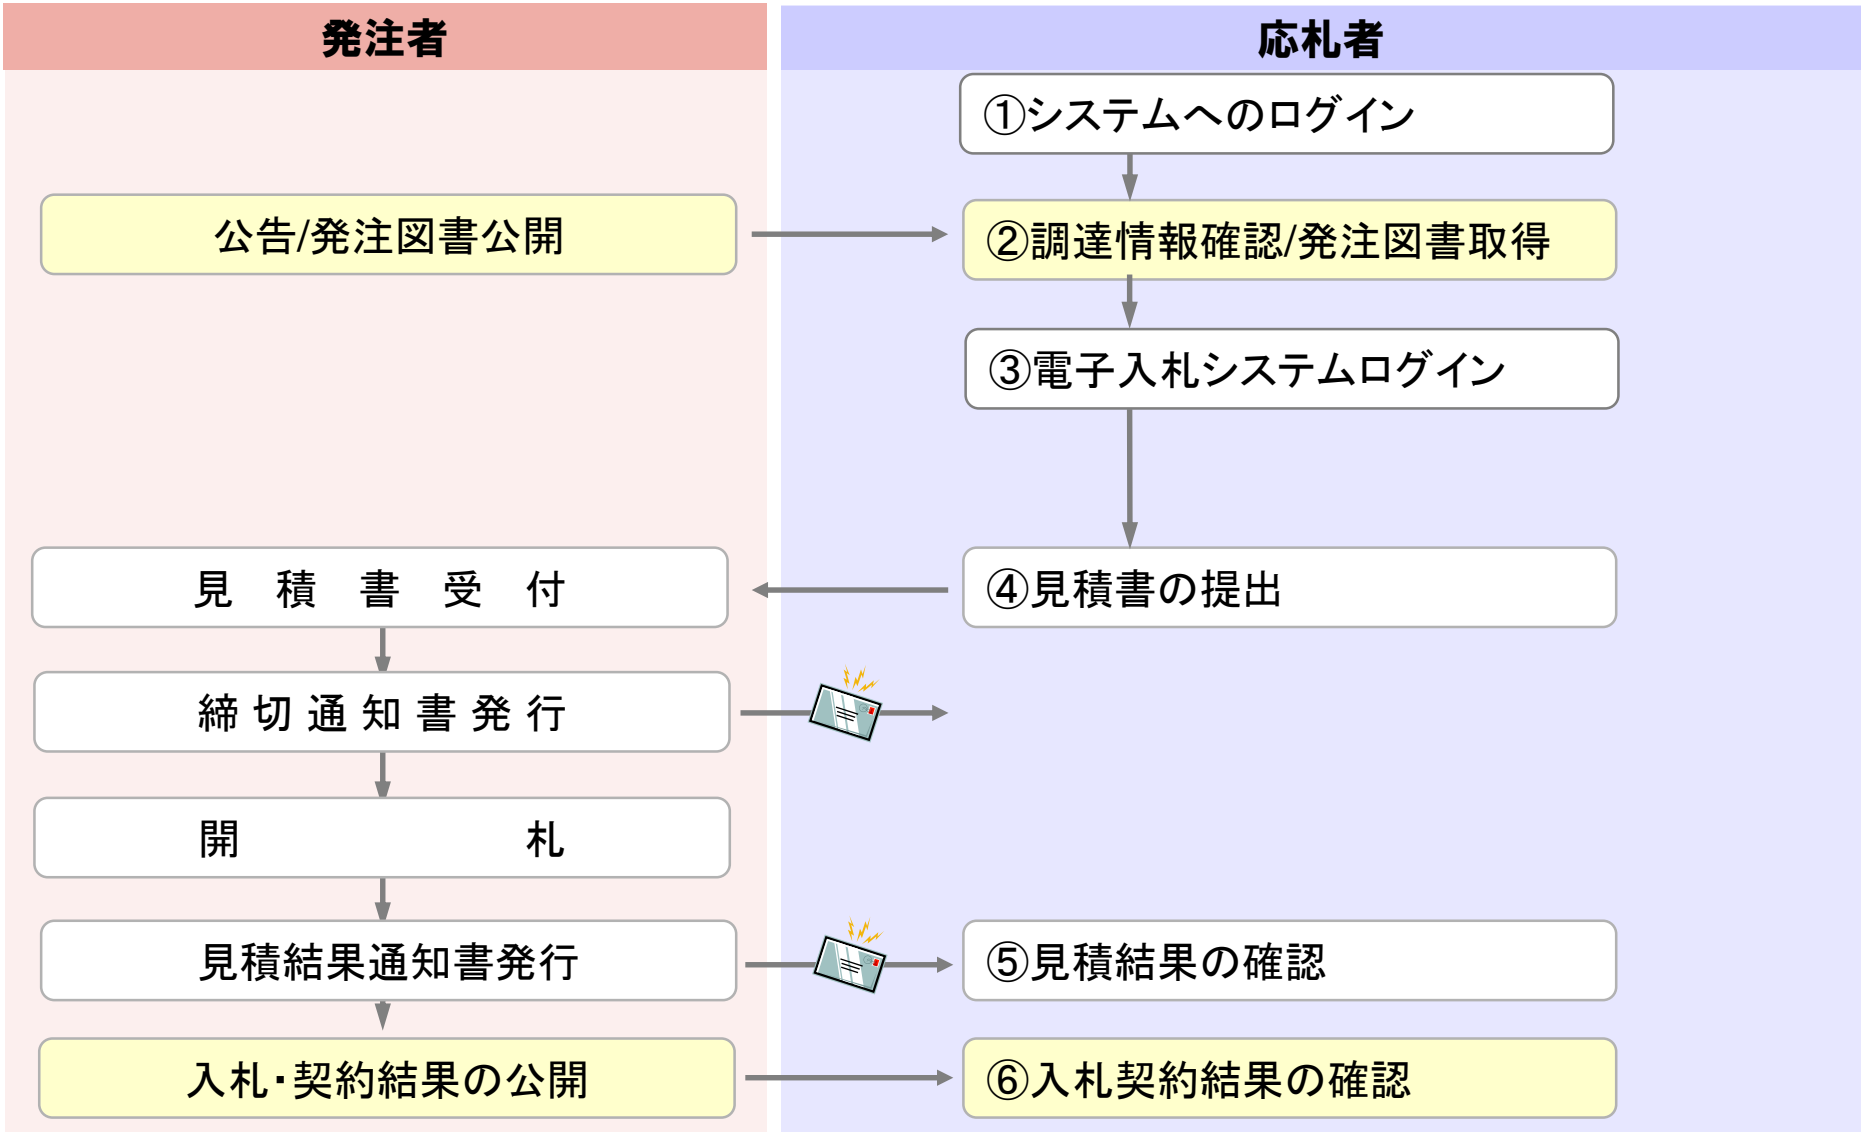 発注者
応札者
①システムへのログイン
公告/発注図書公開
②調達情報確認/発注図書取得
③電子入札システムログイン
見　積　書　受　付
④見積書の提出
締 切 通 知 書 発 行
開　　　　　　　札
見積結果通知書発行
⑤見積結果の確認
入札・契約結果の公開
⑥入札契約結果の確認